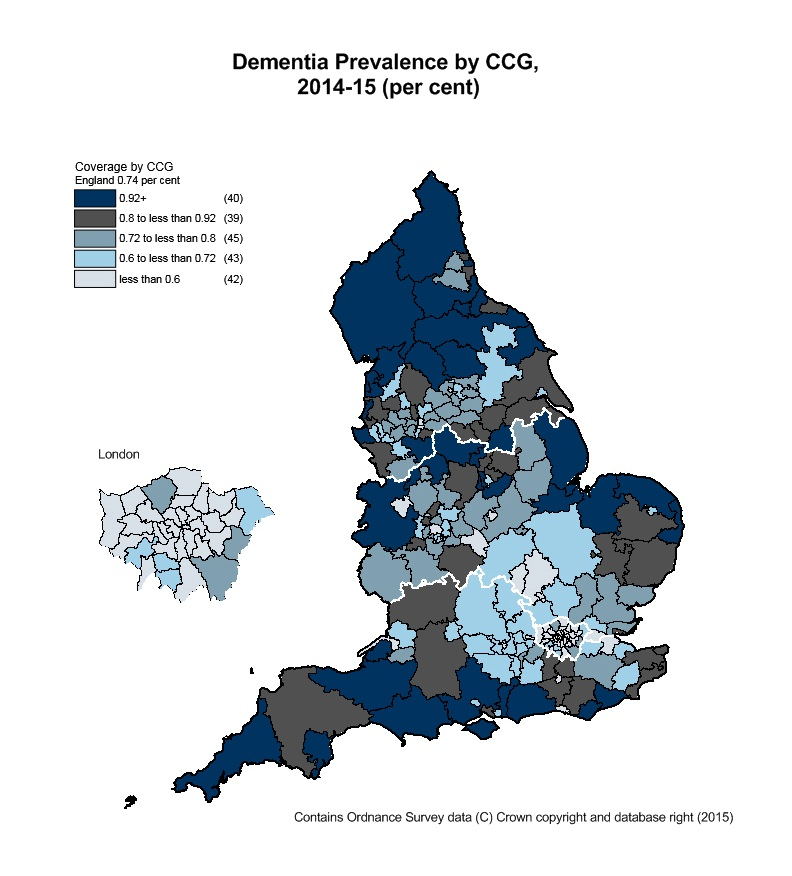 Dementia Prevalence by CCG,
2014-15 (per cent)
Coverage by CCG
England 0.74 per cent
0.92+ (40)
0.8 to less than 0.92 (39)
0.72 to less than 0.8 (45)
0.6 to less than 0.72 (43)
less than 0.6 (42)
London
Contains Ordnance Survey data (C) Crown copyright and database right (2015)